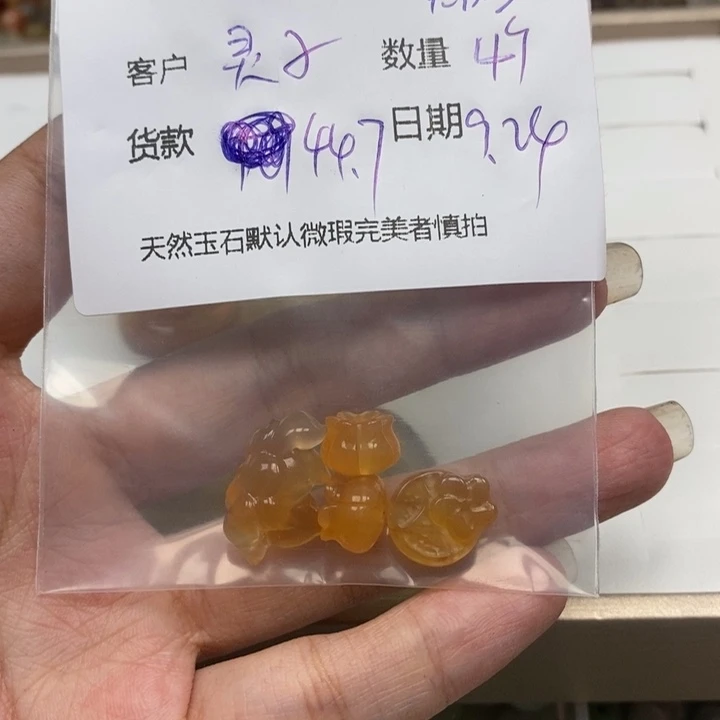 客户 灵子 数量 4件
货款 44.7 日期 9.24
天然玉石默认微瑕完美者慎拍